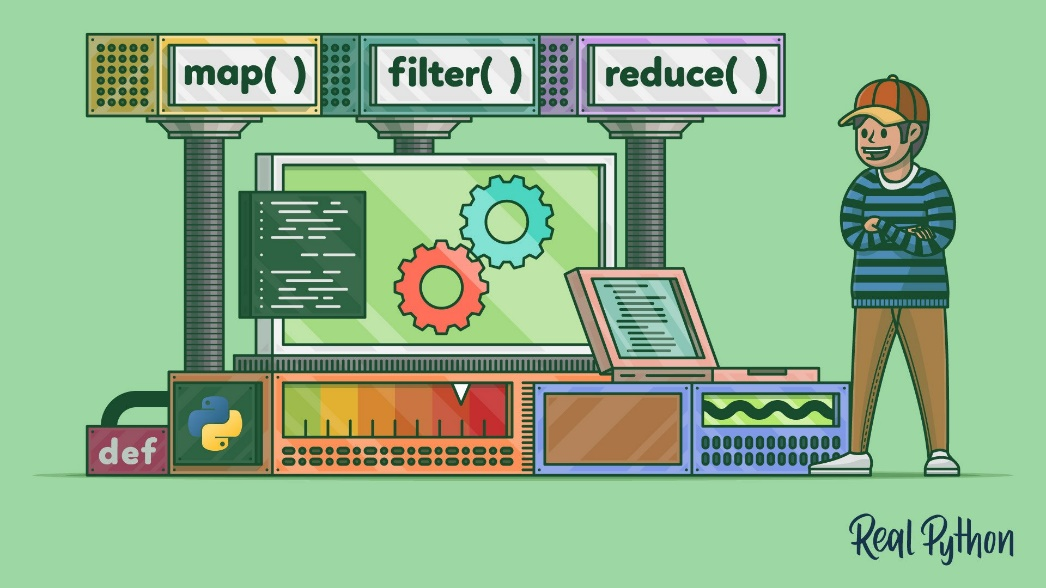 map( )
filter( )
reduce( )
def
Real Python